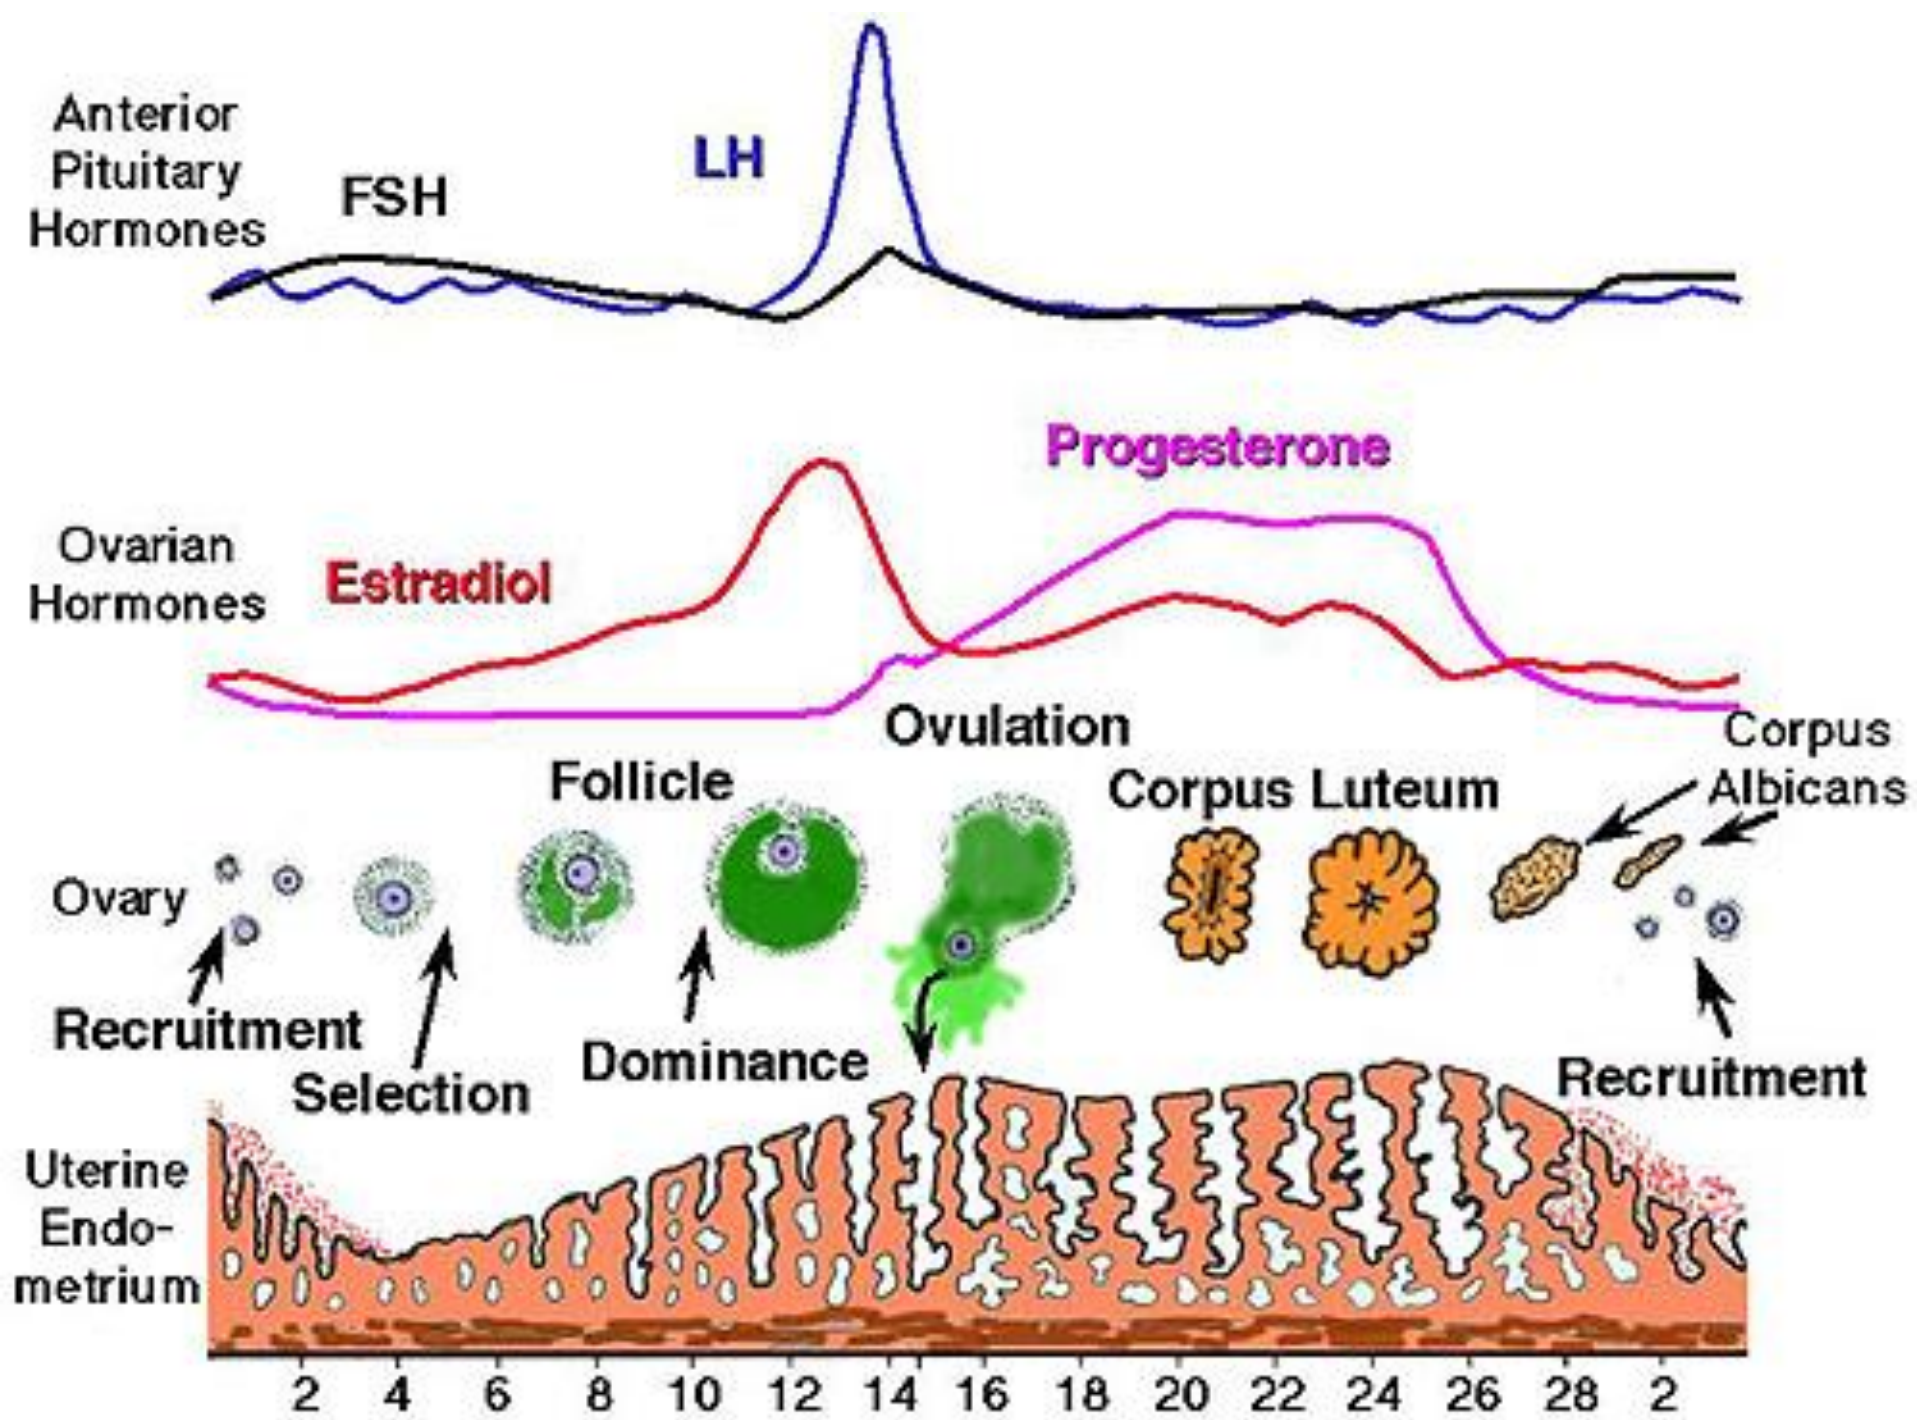 Anterior
Pituitary
Hormones
FSH
LH
Progesterone
Ovarian
Hormones
Estradiol
Ovulation
Corpus
Albicans
Follicle
Corpus Luteum
Ovary
Recruitment
Selection
Dominance
Recruitment
Uterine
Endo-
metrium
2 4 6 8 10 12 14 16 18 20 22 24 26 28 2